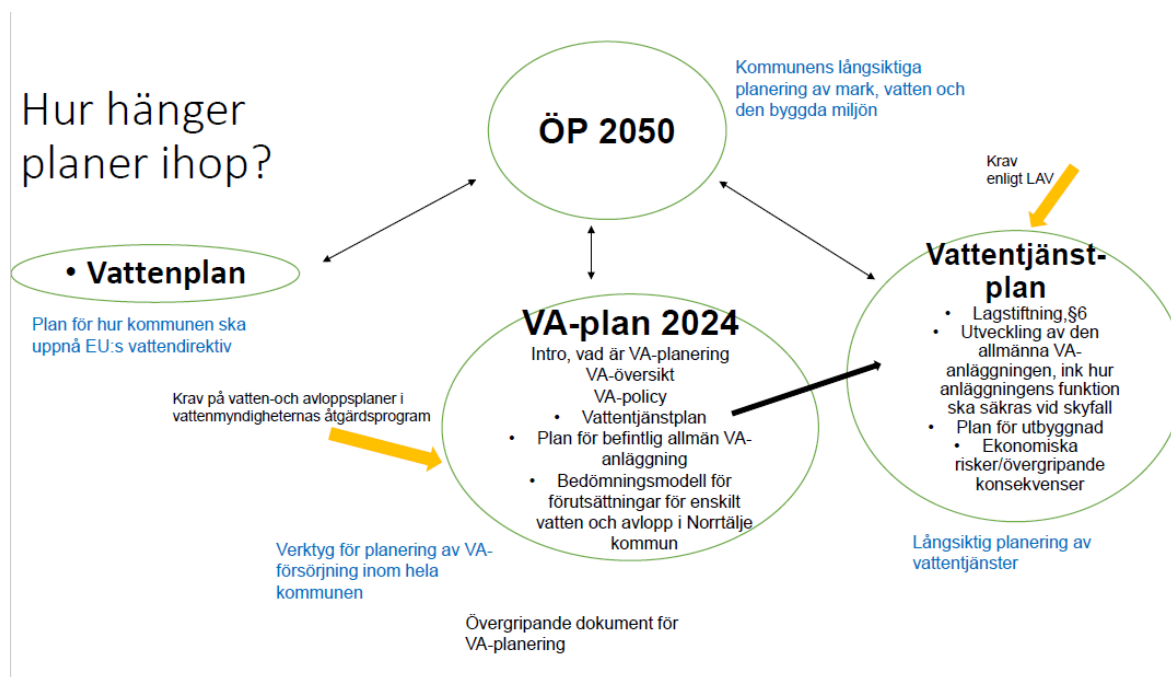 Hur hänger
planer ihop?
ÖP 2050
Kommunens långsiktiga
planering av mark, vatten och
den byggda miljön
Krav
enligt LAV
• Vattenplan
Plan för hur kommunen ska
uppnå EU:s vattendirektiv
Krav på vatten-och avloppsplaner i
vattenmyndigheternas åtgärdsprogram
VA-plan 2024
Intro, vad är VA-planering
VA-översikt
VA-policy
• Vattentjänstplan
• Plan för befintlig allmän VA-
anläggning
• Bedömningsmodell för
förutsättningar för enskilt
vatten och avlopp i Norrtälje
kommun
Vattentjänst-
plan
• Lagstiftning,§6
• Utveckling av den
allmänna VA-
anläggningen, ink hur
anläggningens funktion
ska säkras vid skyfall
• Plan för utbyggnad
• Ekonomiska
risker/övergripande
konsekvenser
Verktyg för planering av VA-
försörjning inom hela
kommunen
Långsiktig planering av
vattentjänster
Övergripande dokument för
VA-planering